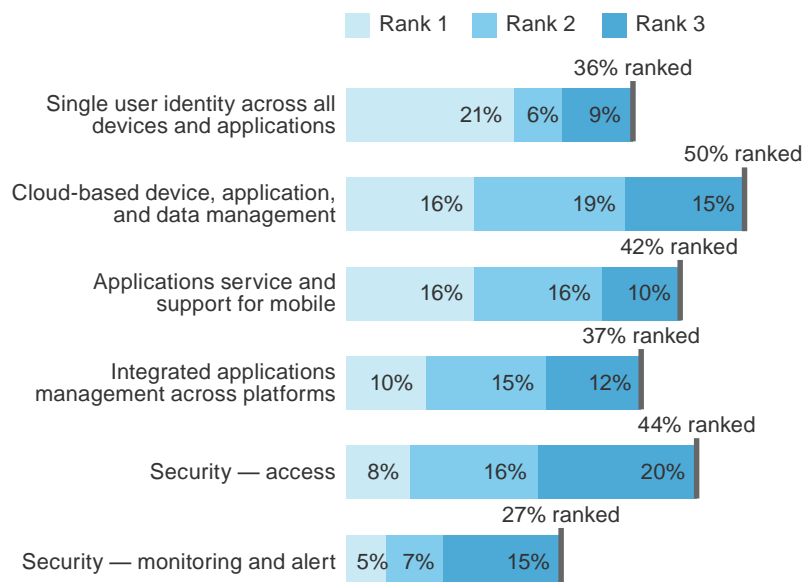 Rank 1 Rank 2 Rank 3
36% ranked
Single user identity across all
devices and applications
21% 6% 9%
50% ranked
Cloud-based device, application,
and data management
16% 19% 15%
42% ranked
Applications service and
support for mobile
16% 16% 10%
37% ranked
Integrated applications
management across platforms
10% 15% 12%
44% ranked
Security — access
8% 16% 20%
27% ranked
Security — monitoring and alert
5% 7% 15%